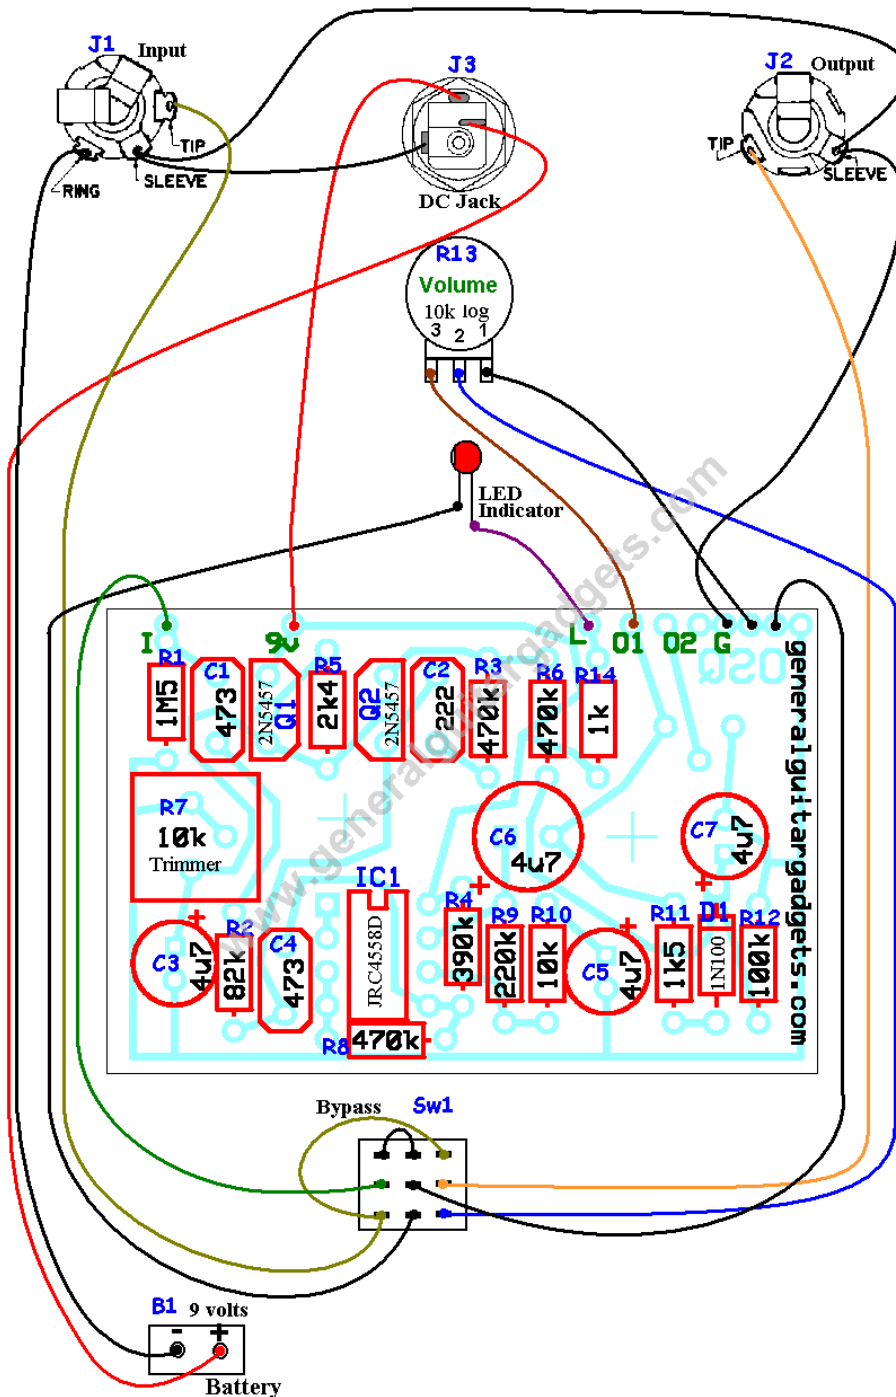 J1
Input
TIP
RING
SLEEVE
J3
DC Jack
J2
Output
TIP
SLEEVE
R13
Volume
10k log
3 2 1
LED
Indicator
I
9v
L
O1
O2
G
OSQ
generalguitargadgets.com
R1
1M5
C1
473
Q1
2N5457
R5
2k4
Q2
2N5457
C2
222
R3
470k
R6
470k
R14
1k
R7
10k
Trimmer
C6
4u7
+
C7
4u7
+
IC1
JRC4558D
C3
4u7
+
R2
82k
C4
473
R4
390k
R9
220k
R10
10k
C5
4u7
+
R11
1k5
D1
1N100
R12
100k
R8
470k
www.generalguitargadgets.com
Bypass
Sw1
B1
9 volts
- +
Battery